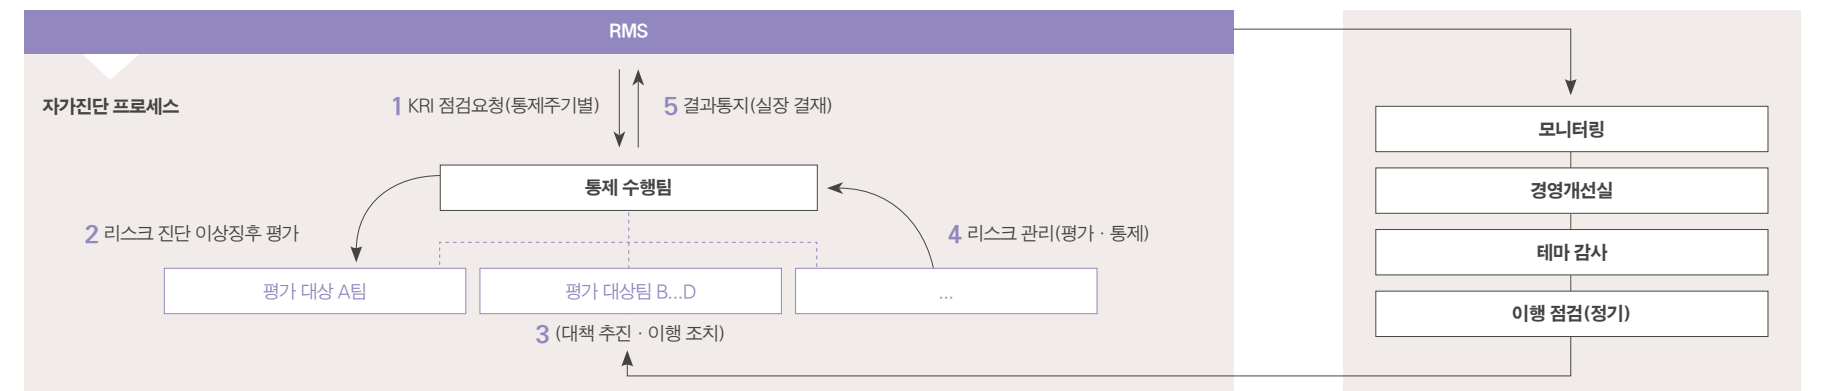 RMS
자가진단 프로세스
1 KRI 점검요청(통제주기별)
5 결과통지(실장 결재)
통제 수행팀
2 리스크 진단 이상징후 평가
4 리스크 관리(평가 · 통제)
평가 대상 A팀
평가 대상팀 B...D
...
3 (대책 추진 · 이행 조치)
모니터링
경영개선실
테마 감사
이행 점검(정기)